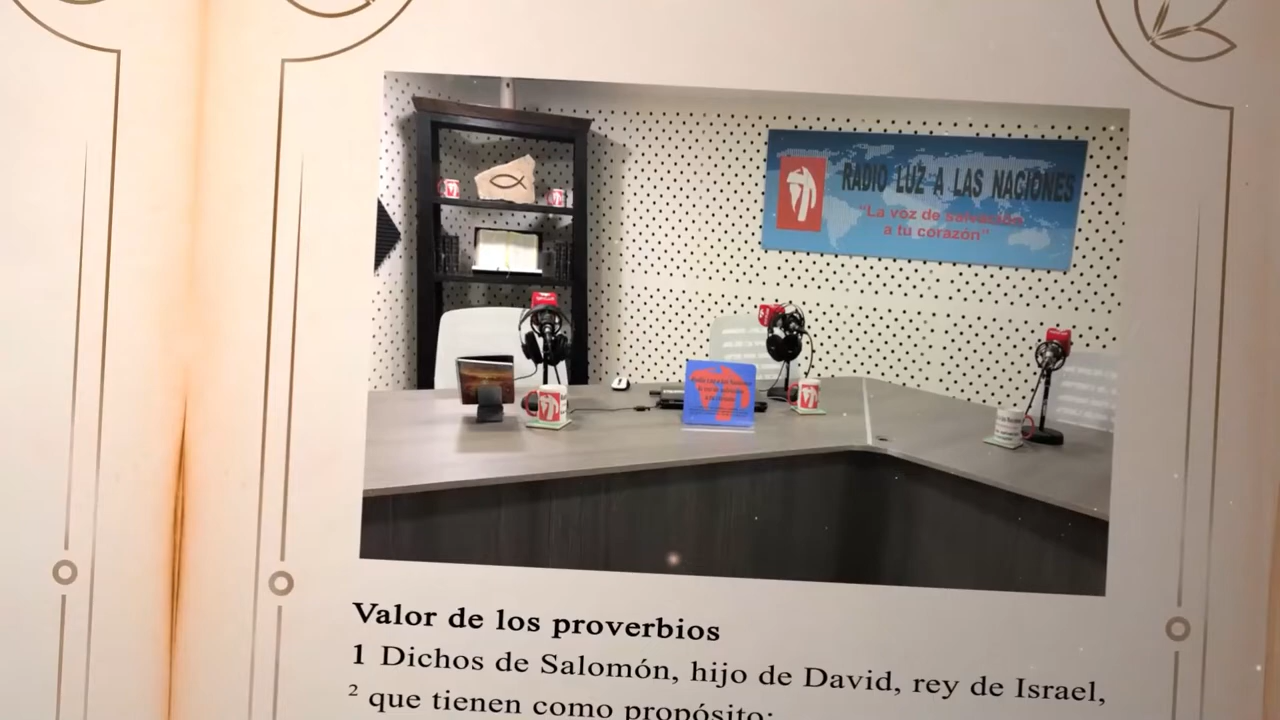 RADIO LUZ A LAS NACIONES
"La voz de salvación
a tu corazón"
Valor de los proverbios
1 Dichos de Salomón, hijo de David, rey de Israel,
2 que tienen como propósito: